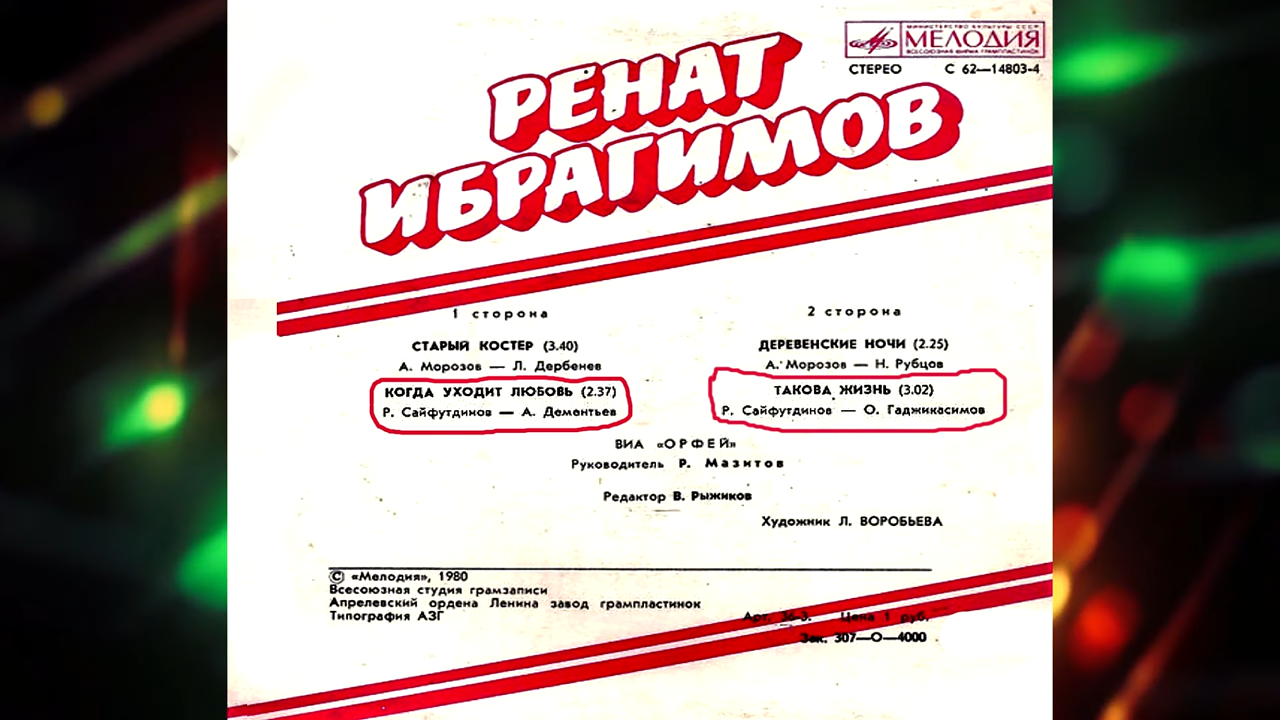 МИНИСТЕРСТВО КУЛЬТУРЫ СССР
МЕЛОДИЯ
ВСЕСОЮЗНАЯ ФИРМА ГРАМПЛАСТИНОК
СТЕРЕО С 62—14803-4
РЕНАТ
ИБРАГИМОВ
1 сторона
СТАРЫЙ КОСТЕР (3.40)
А. Морозов — Л. Дербенев
КОГДА УХОДИТ ЛЮБОВЬ (2.37)
Р. Сайфутдинов — А. Дементьев
2 сторона
ДЕРЕВЕНСКИЕ НОЧИ (2.25)
А. Морозов — Н. Рубцов
ТАКОВА ЖИЗНЬ (3.02)
Р. Сайфутдинов — О. Гаджикасимов
ВИА «ОРФЕЙ»
Руководитель Р. Мазитов
Редактор В. Рыжиков
Художник Л. ВОРОБЬЕВА
© «Мелодия», 1980
Всесоюзная студия грамзаписи
Апрелевский ордена Ленина завод грампластинок
Типография АЗГ
Арт. 36-3. Цена 1 руб.
Зак. 307—О—4000